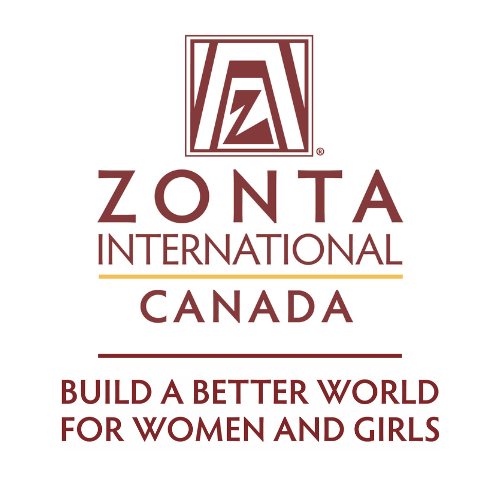 Z
®
ZONTA
INTERNATIONAL
CANADA
BUILD A BETTER WORLD
FOR WOMEN AND GIRLS